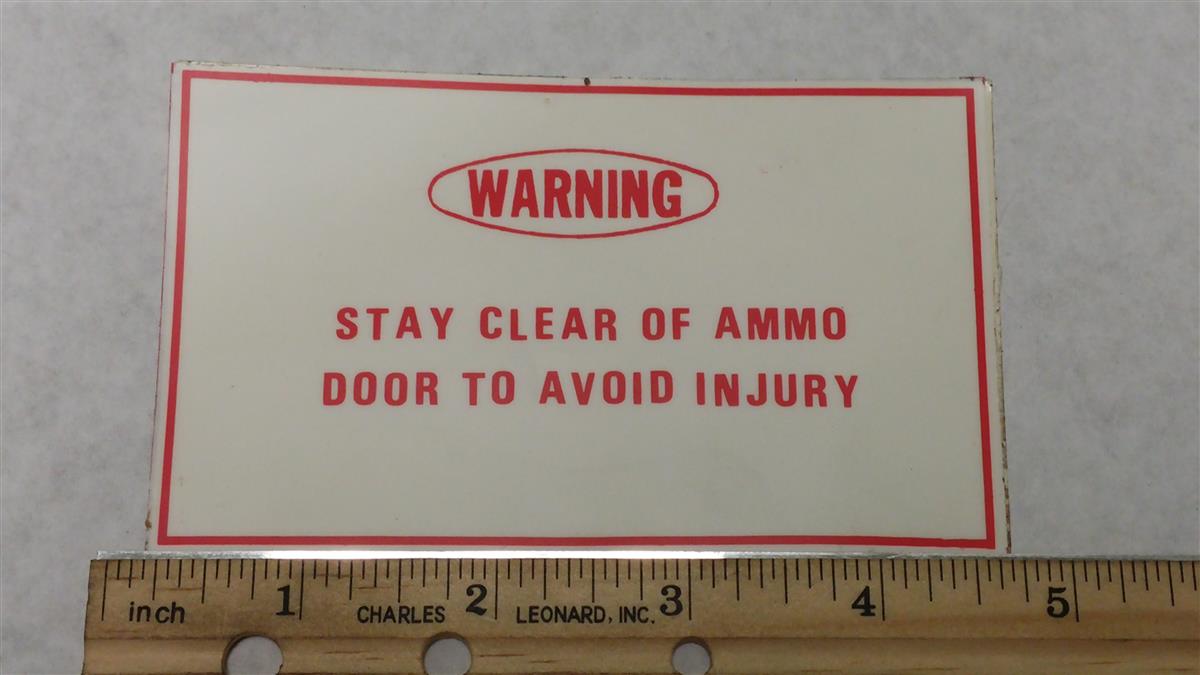 WARNING
STAY CLEAR OF AMMO
DOOR TO AVOID INJURY
1 2 3 4 5
inch CHARLES LEONARD, INC.